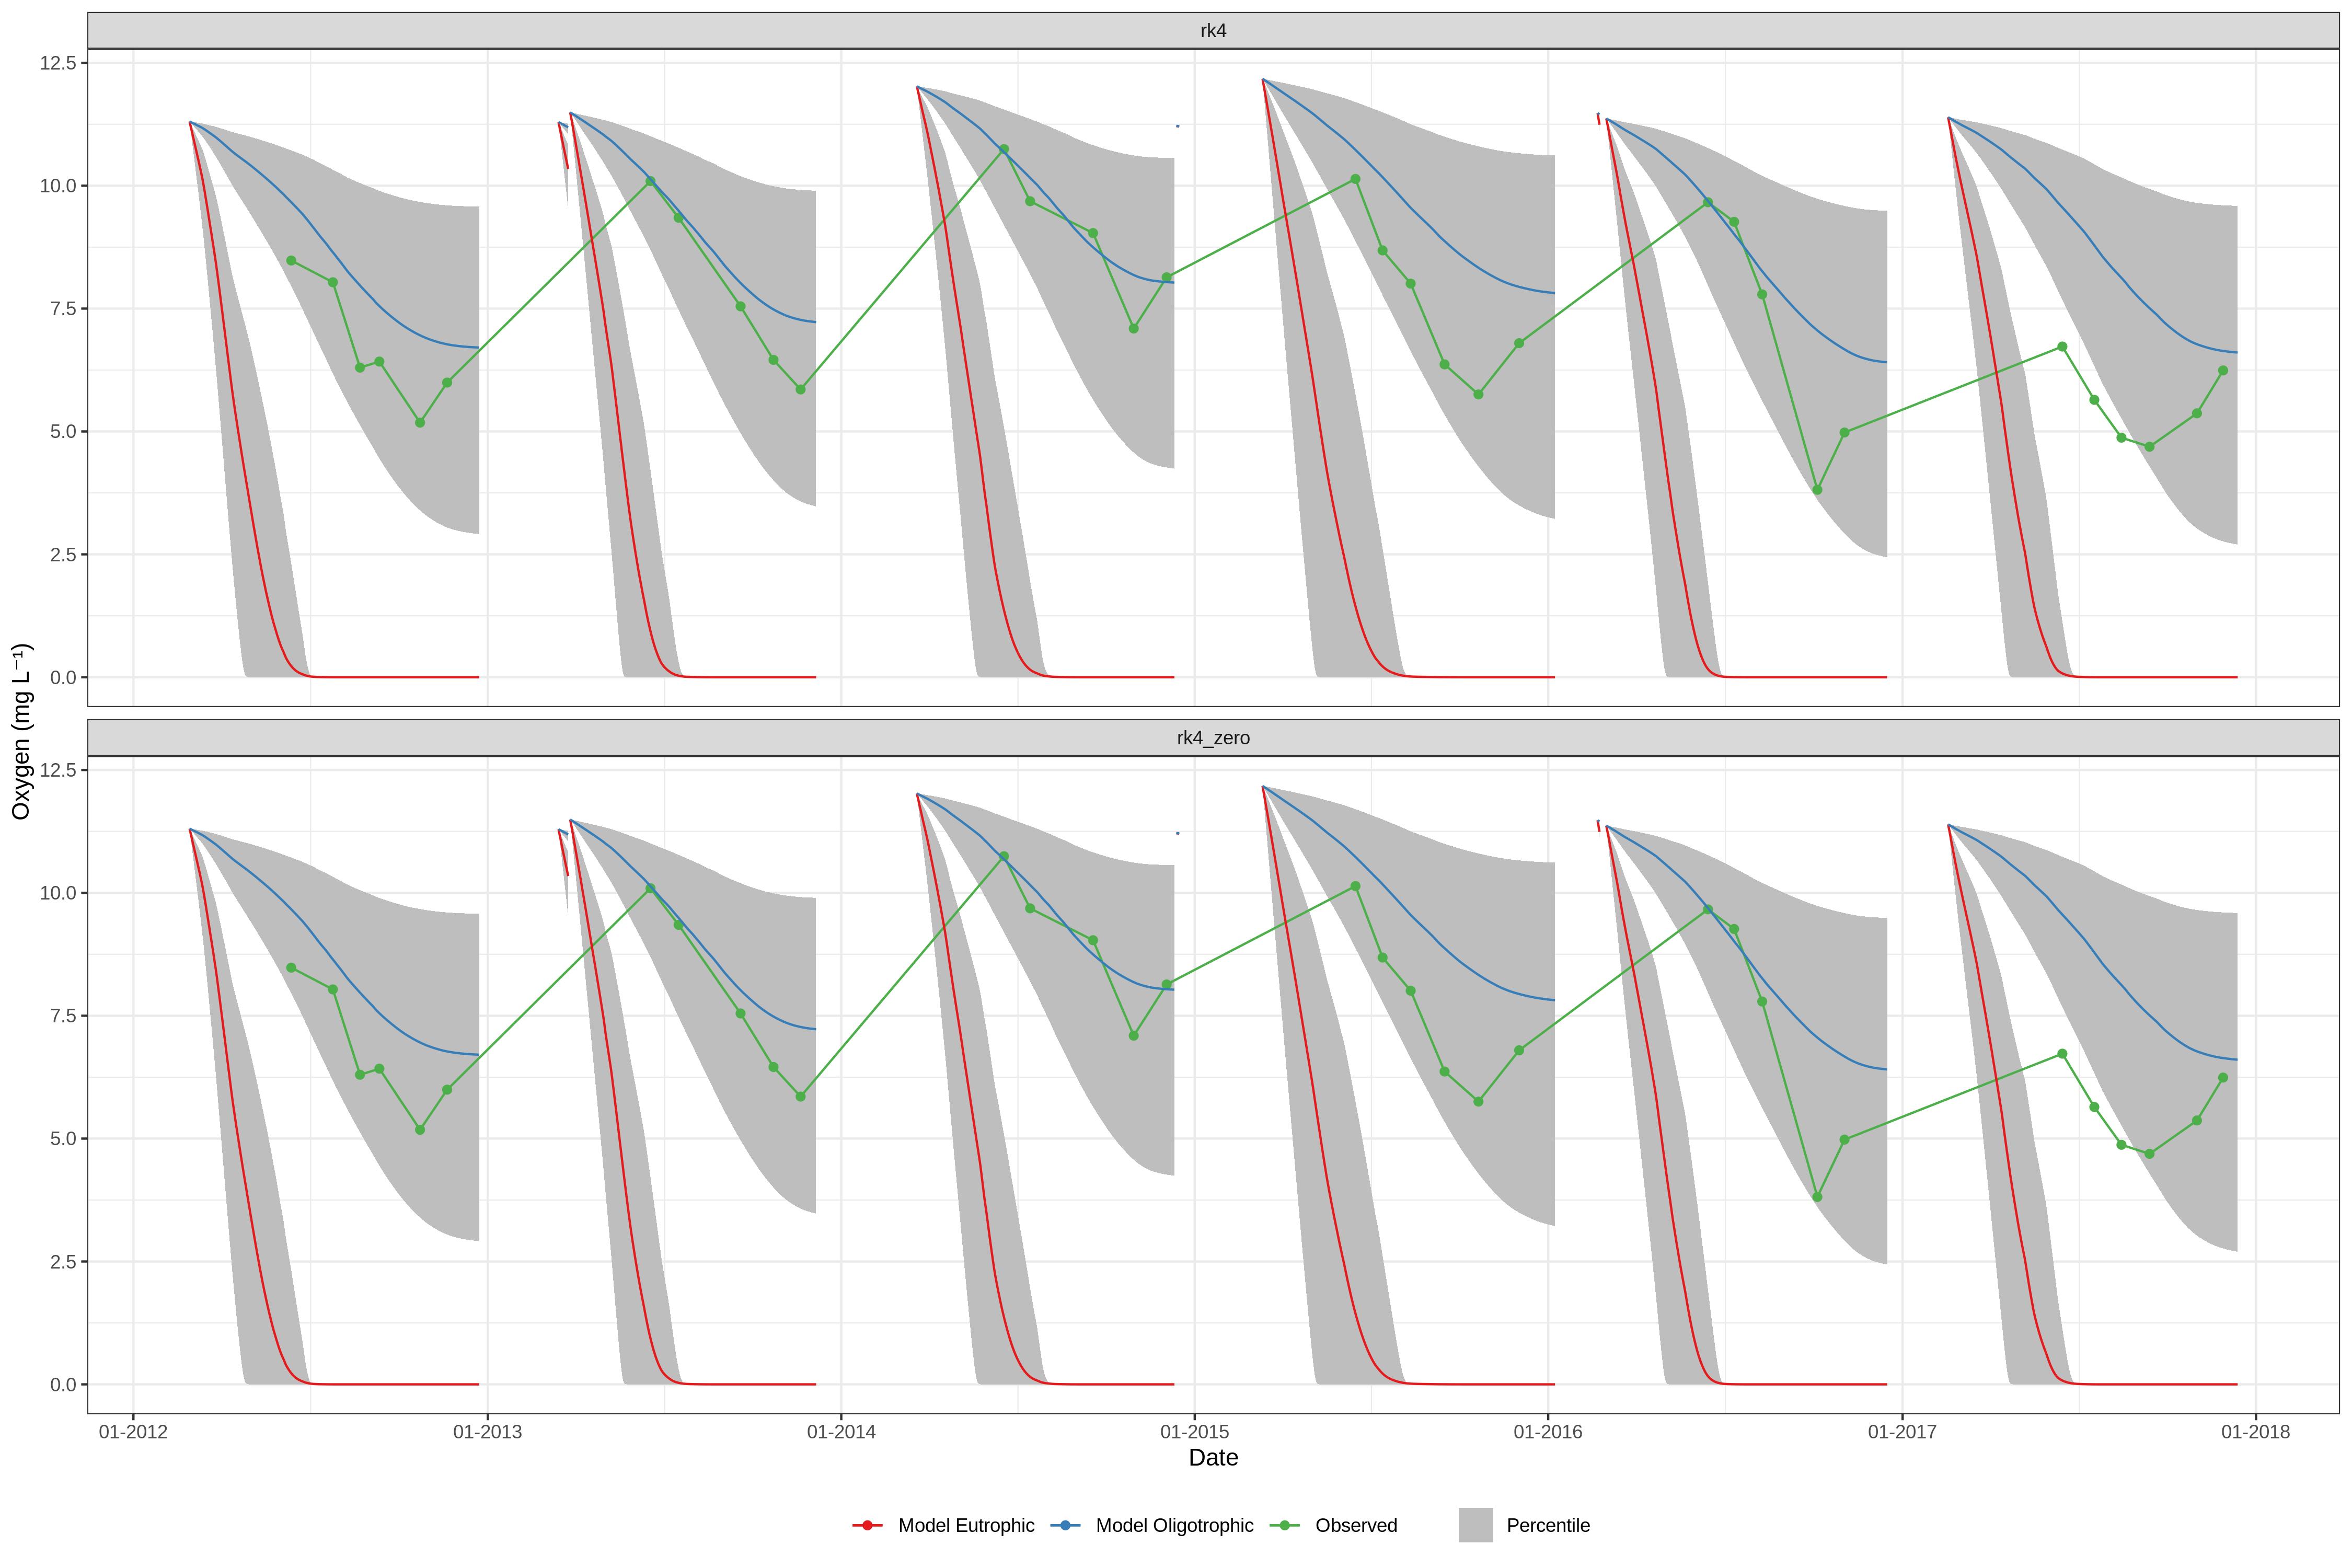 rk4
12.5
10.0
7.5
5.0
2.5
0.0
rk4_zero
12.5
10.0
7.5
5.0
2.5
0.0
Oxygen (mg L⁻¹)
01-2012 01-2013 01-2014 01-2015 01-2016 01-2017 01-2018
Date
Model Eutrophic Model Oligotrophic Observed Percentile